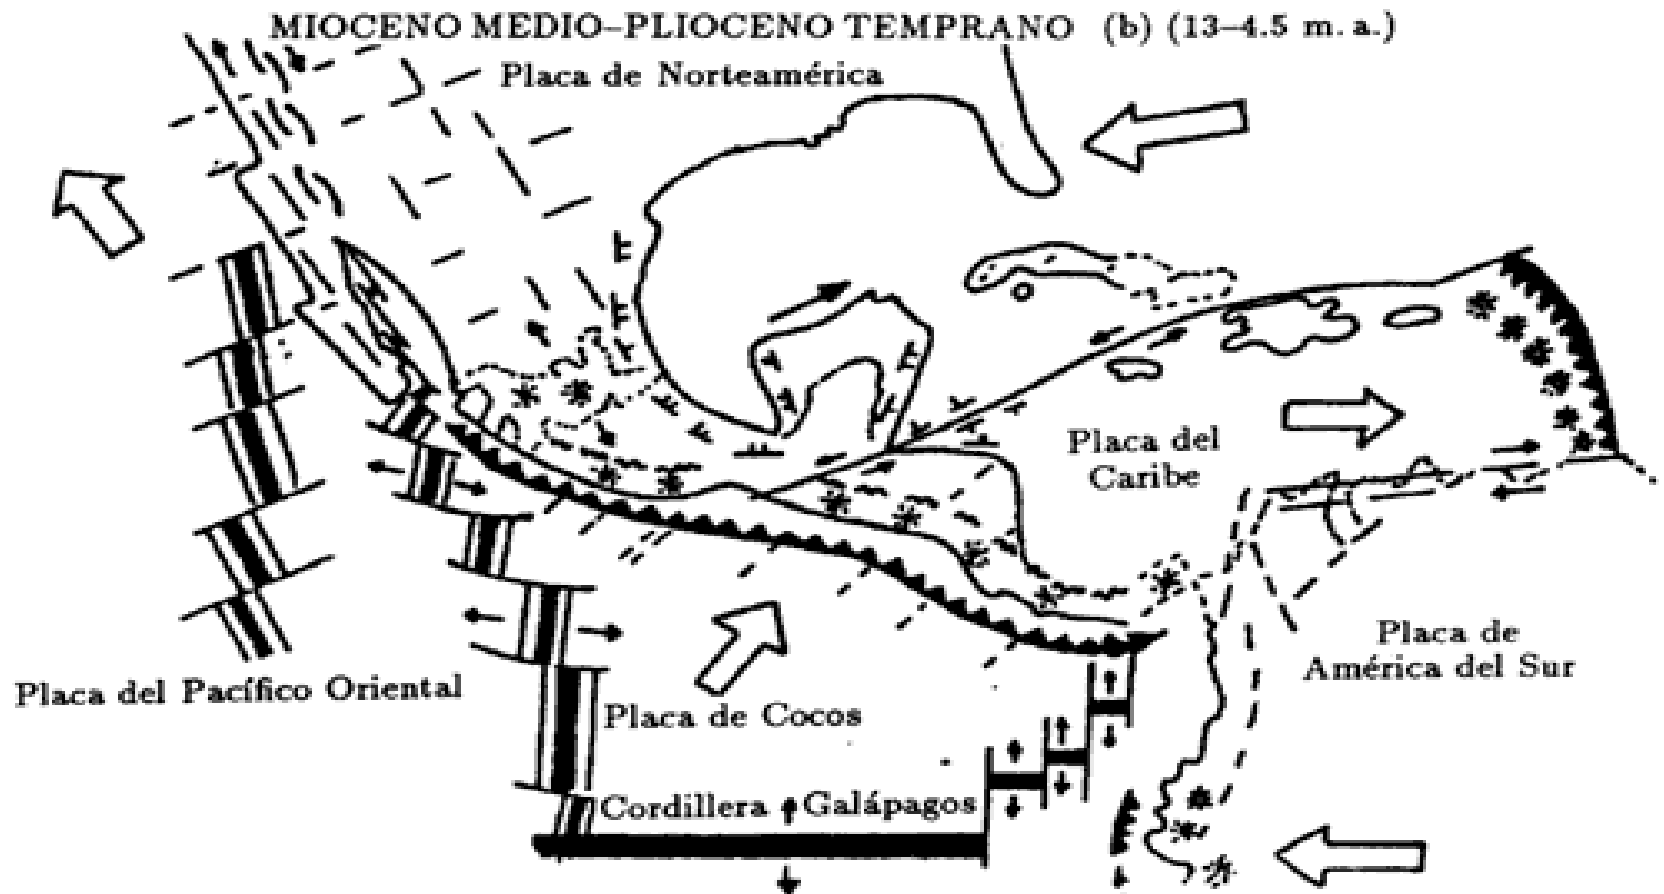 MIOCENO MEDIO–PLIOCENO TEMPRANO (b) (13–4.5 m. a.)
Placa de Norteamérica
Placa del
Caribe
Placa de
América del Sur
Placa del Pacífico Oriental
Placa de Cocos
Cordillera Galápagos